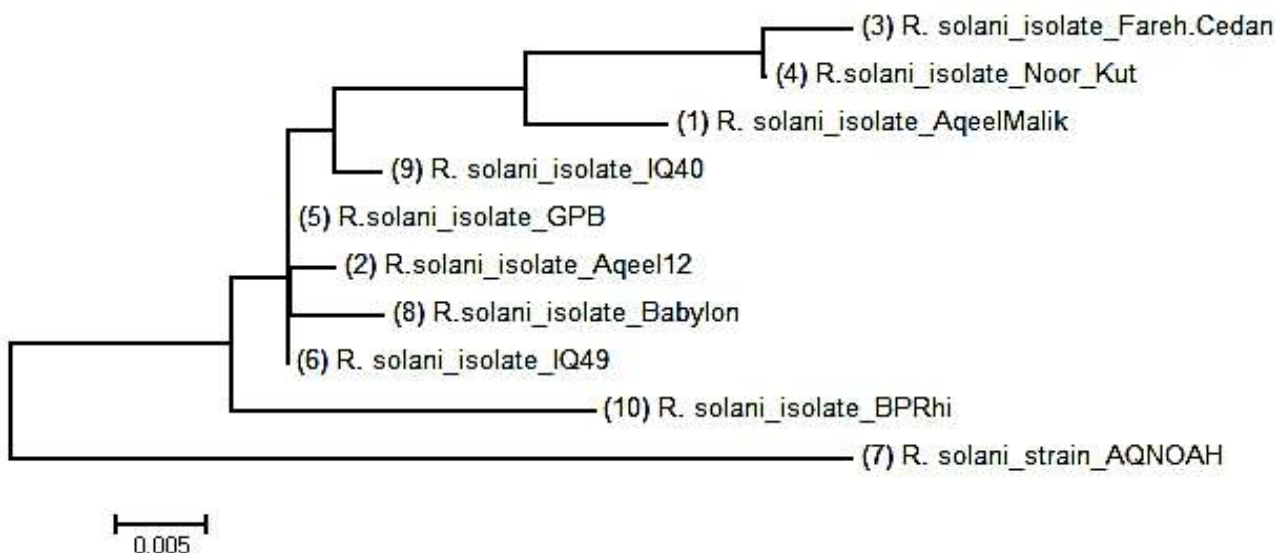 (3) R. solani_isolate_Fareh.Cedan
(4) R.solani_isolate_Noor_Kut
(1) R. solani_isolate_AqeelMalik
(9) R. solani_isolate_IQ40
(5) R.solani_isolate_GPB
(2) R.solani_isolate_Aqeel12
(8) R.solani_isolate_Babylon
(6) R. solani_isolate_IQ49
(10) R. solani_isolate_BPRhi
(7) R. solani_strain_AQNOAH
0.005